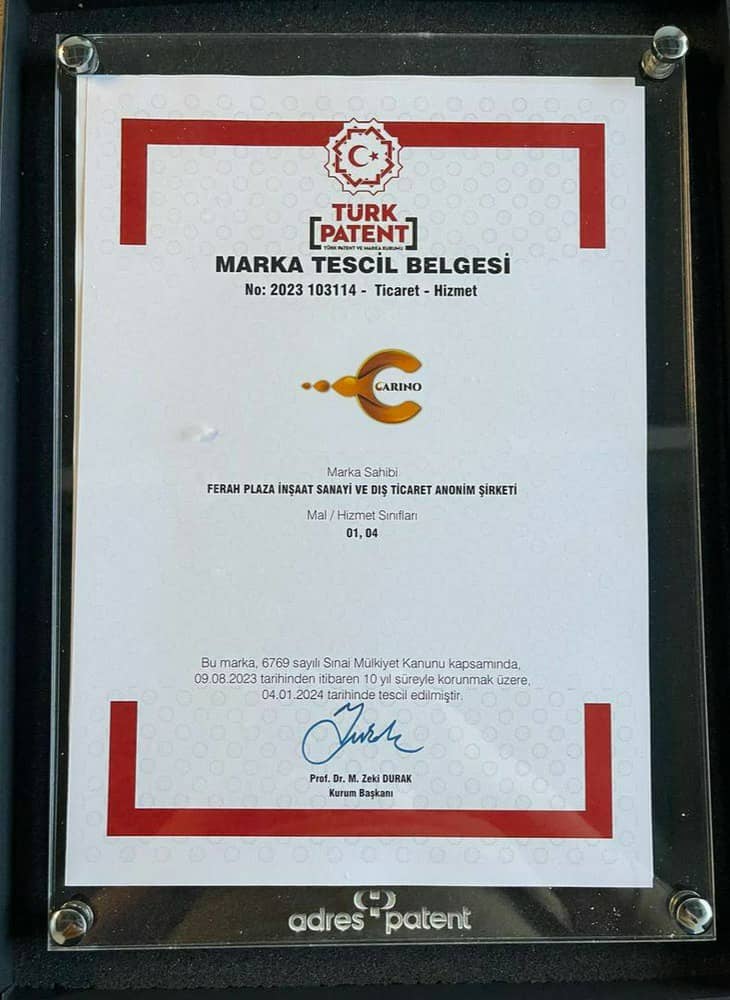 TÜRK
PATENT
TÜRK PATENT VE MARKA KURUMU
MARKA TESCİL BELGESİ
No: 2023 103114 - Ticaret - Hizmet
CARINO
Marka Sahibi
FERAH PLAZA İNŞAAT SANAYİ VE DIŞ TİCARET ANONİM ŞİRKETİ
Mal / Hizmet Sınıfları
01, 04
Bu marka, 6769 sayılı Sınai Mülkiyet Kanunu kapsamında,
09.08.2023 tarihinden itibaren 10 yıl süreyle korunmak üzere,
04.01.2024 tarihinde tescil edilmiştir.
Prof. Dr. M. Zeki DURAK
Kurum Başkanı
adres patent